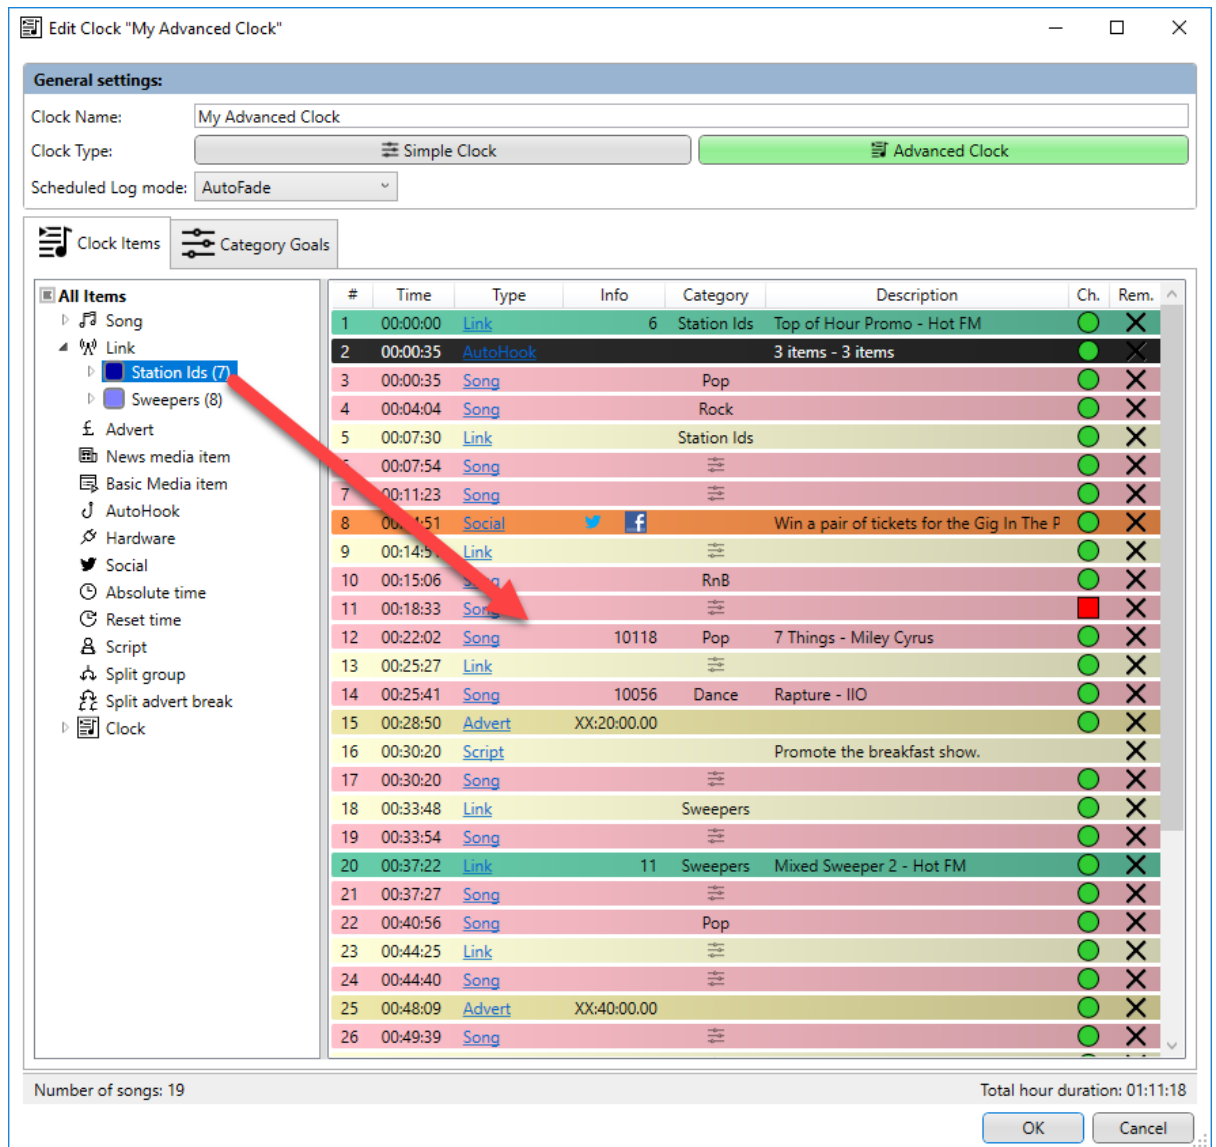 Edit Clock "My Advanced Clock"
General settings:
Clock Name: My Advanced Clock
Clock Type: Simple Clock Advanced Clock
Scheduled Log mode: AutoFade
Clock Items Category Goals
All Items
Song
Link
Station Ids (7)
Sweepers (8)
£ Advert
News media item
Basic Media item
AutoHook
Hardware
Social
Absolute time
Reset time
Script
Split group
Split advert break
Clock
# Time Type Info Category Description Ch. Rem.
1 00:00:00 Link 6 Station Ids Top of Hour Promo - Hot FM
2 00:00:35 AutoHook 3 items - 3 items
3 00:00:35 Song Pop
4 00:04:04 Song Rock
5 00:07:30 Link Station Ids
00:07:54 Song
7 00:11:23 Song
8 Social Win a pair of tickets for the Gig In The P
9 Link
10 00:15:06 RnB
11 00:18:33
12 00:22:02 Song 10118 Pop 7 Things - Miley Cyrus
13 00:25:27 Link
14 00:25:41 Song 10056 Dance Rapture - IIO
15 00:28:50 Advert XX:20:00.00
16 00:30:20 Script Promote the breakfast show.
17 00:30:20 Song
18 00:33:48 Link Sweepers
19 00:33:54 Song
20 00:37:22 Link 11 Sweepers Mixed Sweeper 2 - Hot FM
21 00:37:27 Song
22 00:40:56 Song Pop
23 00:44:25 Link
24 00:44:40 Song
25 00:48:09 Advert XX:40:00.00
26 00:49:39 Song
Number of songs: 19 Total hour duration: 01:11:18
OK Cancel